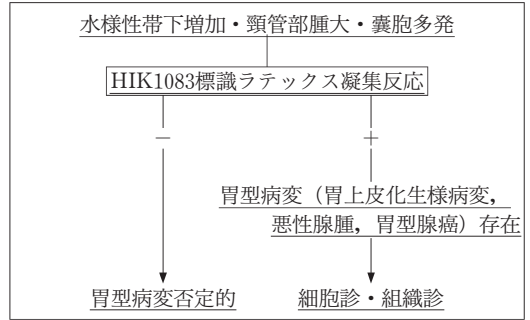 水様性帯下増加・頸管部腫大・嚢胞多発
HIK1083標識ラテックス凝集反応
－
＋
胃型病変（胃上皮化生様病変，
悪性腺腫，胃型腺癌）存在
胃型病変否定的
細胞診・組織診